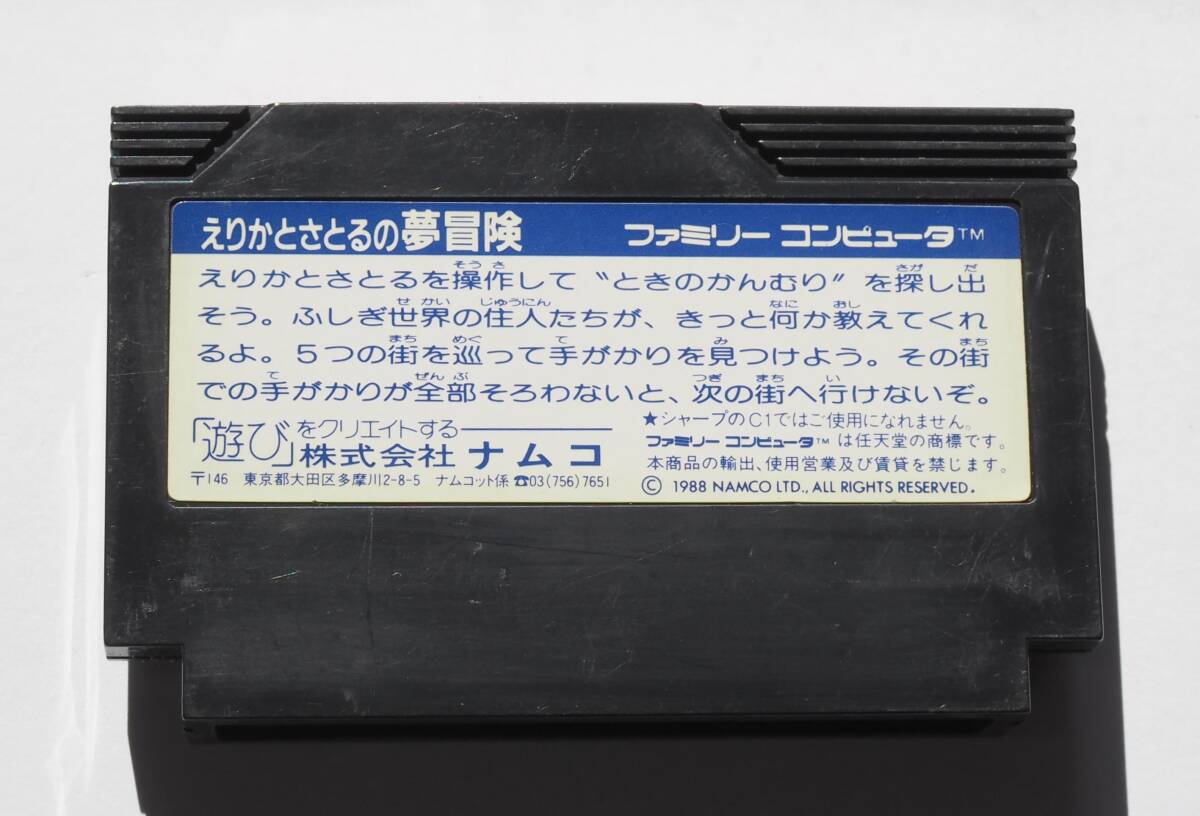 えりかとさとるの夢冒険 ファミリー コンピュータ™
えりかとさとるを操作して〝ときのかんむり〟を探し出
そう。ふしぎ世界の住人たちが、きっと何か教えてくれ
るよ。5つの街を巡って手がかりを見つけよう。その街
での手がかりが全部そろわないと、次の街へ行けないぞ。
「遊び」をクリエイトする――
株式会社 ナムコ
〒146 東京都大田区多摩川2-8-5 ナムコット係 ☎03(756)7651
★シャープのC1ではご使用になれません。
ファミリー コンピュータ™ は任天堂の商標です。
本商品の輸出、使用営業及び賃貸を禁じます。
© 1988 NAMCO LTD., ALL RIGHTS RESERVED.